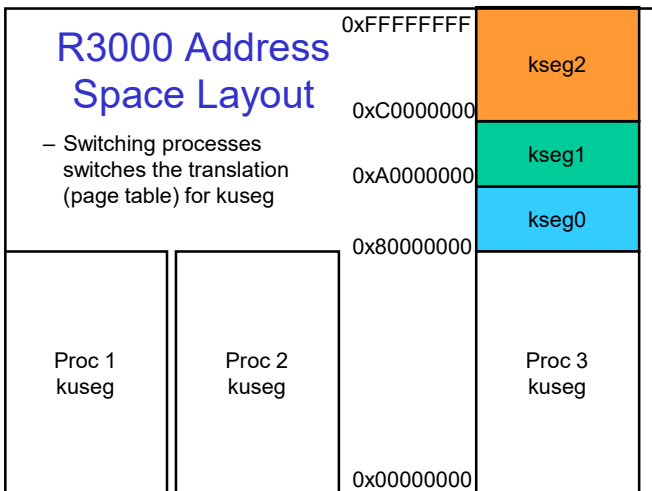 R3000 Address
Space Layout
– Switching processes
switches the translation
(page table) for kuseg
0xFFFFFFFF
kseg2
0xC0000000
kseg1
0xA0000000
kseg0
0x80000000
Proc 1
kuseg
Proc 2
kuseg
Proc 3
kuseg
0x00000000